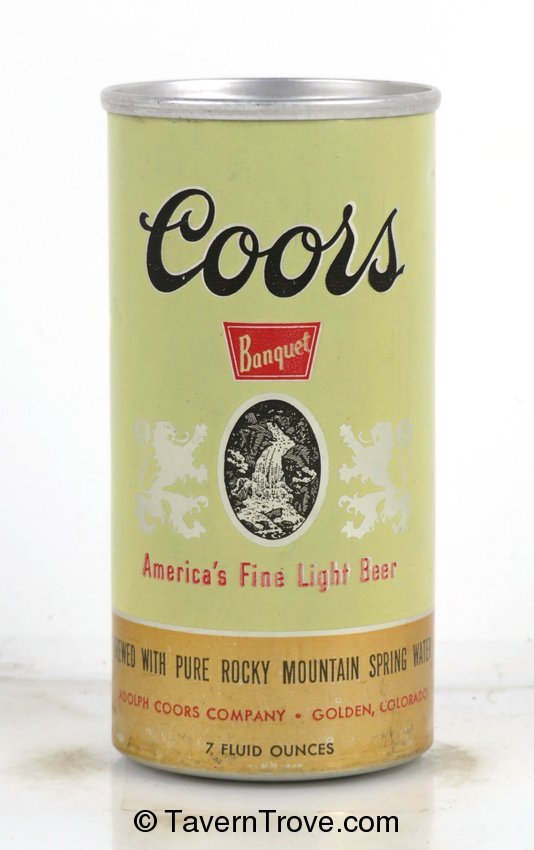 Coors
Banquet
America's Fine Light Beer
BREWED WITH PURE ROCKY MOUNTAIN SPRING WATER
ADOLPH COORS COMPANY • GOLDEN, COLORADO
7 FLUID OUNCES
© TavernTrove.com